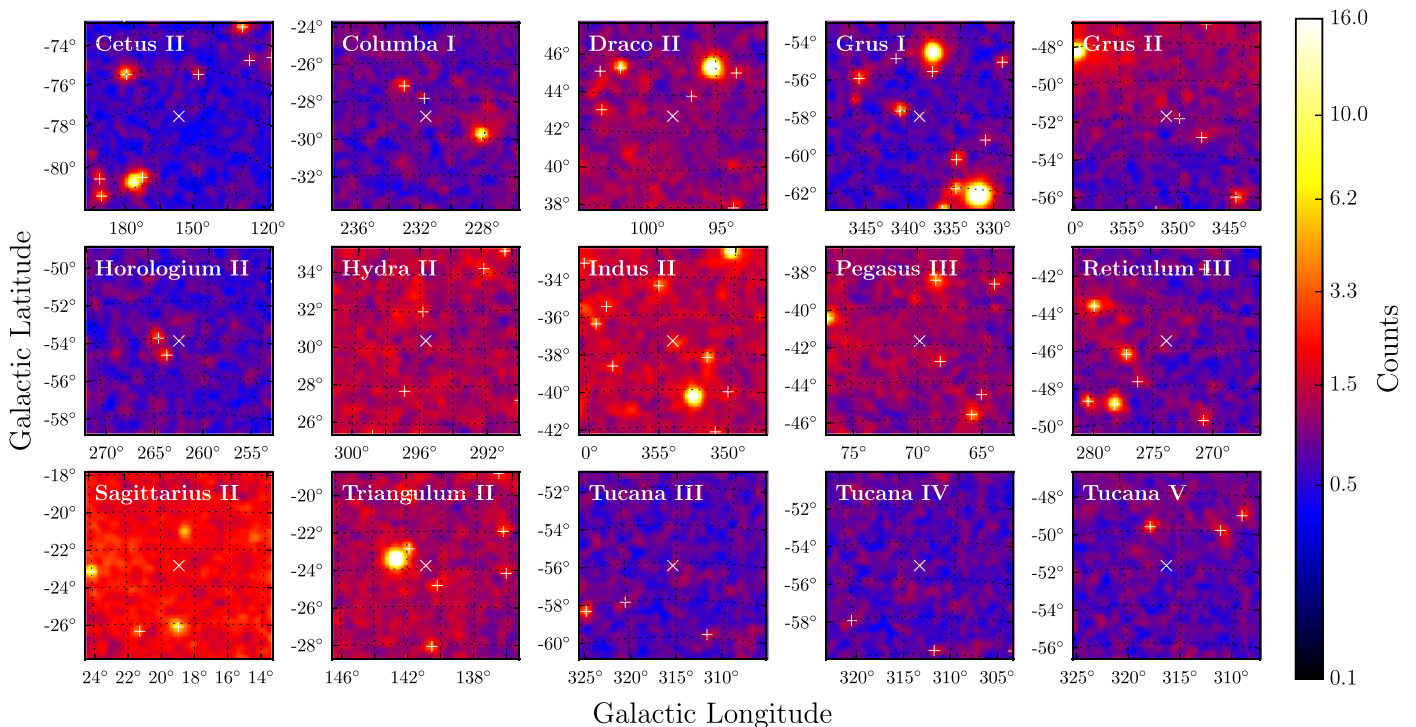 Cetus II
Columba I
Draco II
Grus I
Grus II
-74°
-76°
-78°
-80°
180° 150° 120°
-24°
-26°
-28°
-30°
-32°
236° 232° 228°
46°
44°
42°
40°
38°
100° 95°
-54°
-56°
-58°
-60°
-62°
345° 340° 335° 330°
-48°
-50°
-52°
-54°
-56°
0° 355° 350° 345°
Horologium II
Hydra II
Indus II
Pegasus III
Reticulum III
-50°
-52°
-54°
-56°
-58°
270° 265° 260° 255°
34°
32°
30°
28°
26°
300° 296° 292°
-34°
-36°
-38°
-40°
-42°
0° 355° 350°
-38°
-40°
-42°
-44°
-46°
75° 70° 65°
-42°
-44°
-46°
-48°
-50°
280° 274° 270°
Sagittarius II
Triangulum II
Tucana III
Tucana IV
Tucana V
-18°
-20°
-22°
-23°
-26°
24° 22° 20° 19° 18° 16° 14°
-20°
-22°
-24°
-26°
-28°
146° 142° 138°
-52°
-54°
-56°
-58°
-60°
325° 320° 315° 310°
-52°
-54°
-56°
-58°
320° 313° 310° 305°
-48°
-50°
-52°
-54°
-56°
325° 320° 316° 310°
Galactic Latitude
Galactic Longitude
16.0
10.0
6.2
3.3
1.5
0.5
0.1
Counts